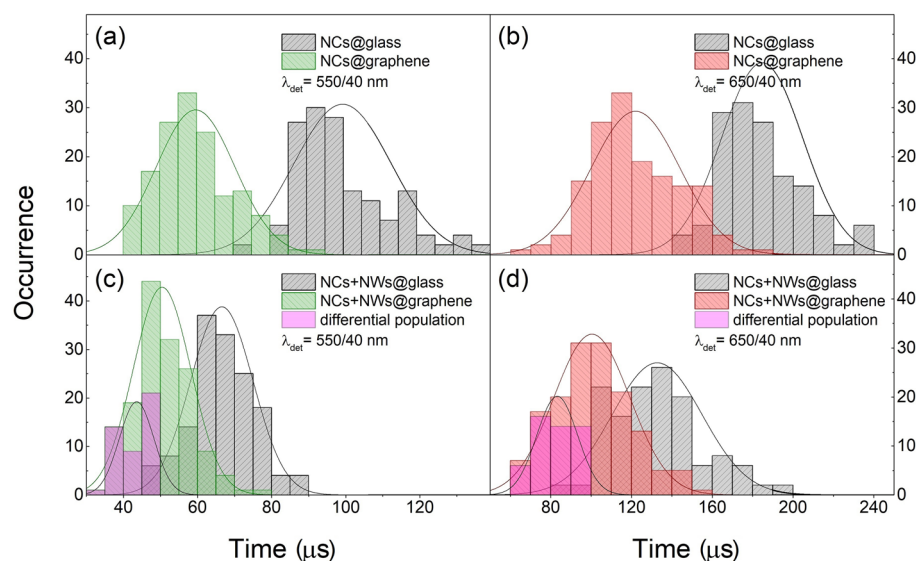 (a)
NCs@glass
NCs@graphene
λdet= 550/40 nm
(b)
NCs@glass
NCs@graphene
λdet= 650/40 nm
40
30
20
10
0
40
30
20
10
0
Occurrence
(c)
NCs+NWs@glass
NCs+NWs@graphene
differential population
λdet= 550/40 nm
(d)
NCs+NWs@glass
NCs+NWs@graphene
differential population
λdet= 650/40 nm
40
30
20
10
0
40
30
20
10
0
40 60 80 100 120
80 120 160 200 240
Time (μs)
Time (μs)